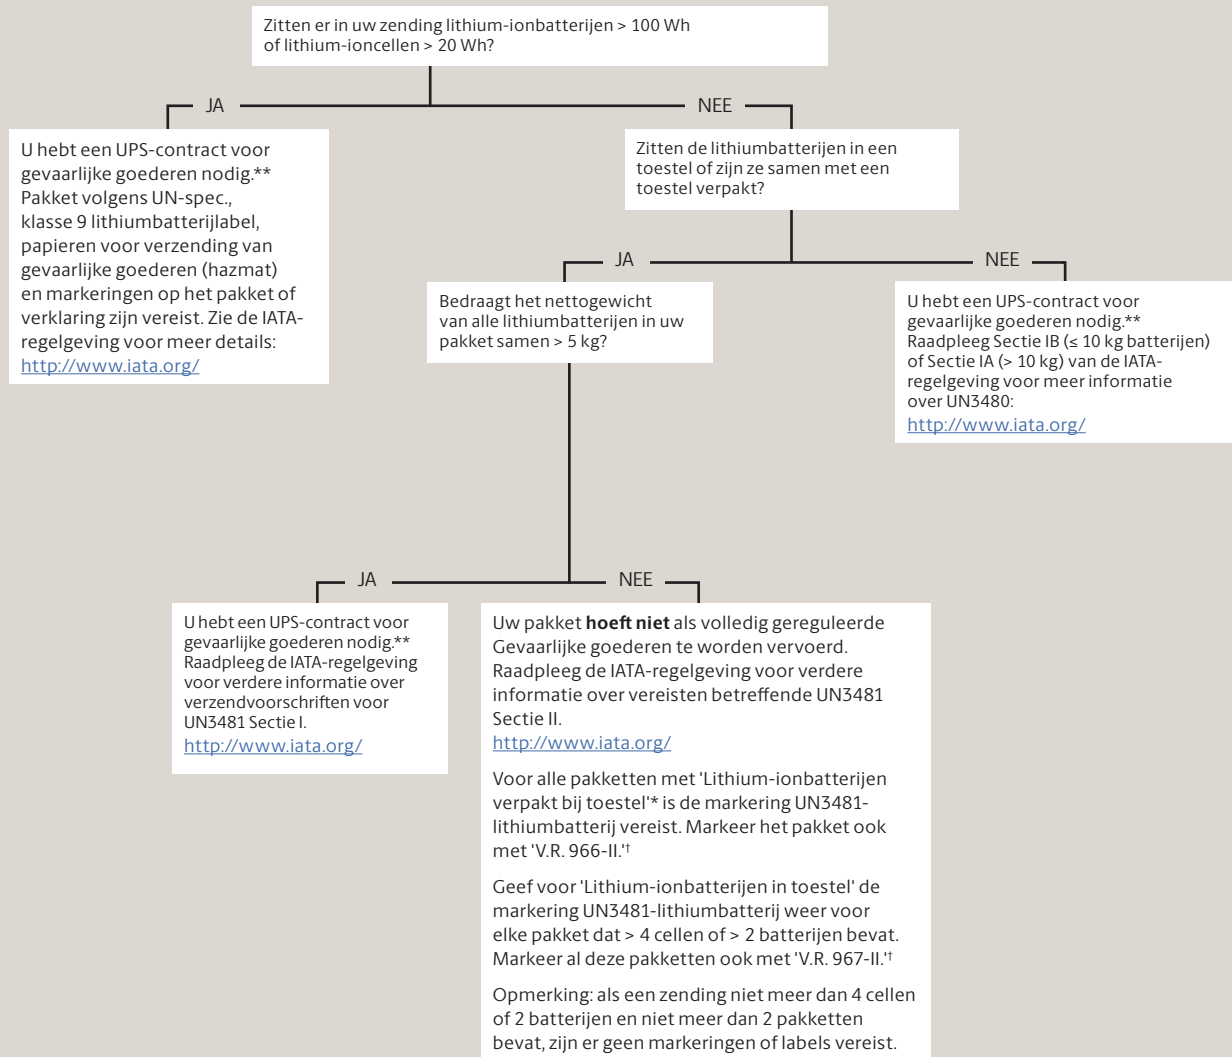 Zitten er in uw zending lithium-ionbatterijen > 100 Wh
of lithium-ioncellen > 20 Wh?
JA
NEE
U hebt een UPS-contract voor
gevaarlijke goederen nodig.**
Pakket volgens UN-spec.,
klasse 9 lithiumbatterijlabel,
papieren voor verzending van
gevaarlijke goederen (hazmat)
en markeringen op het pakket of
verklaring zijn vereist. Zie de IATA-
regelgeving voor meer details:
http://www.iata.org/
Zitten de lithiumbatterijen in een
toestel of zijn ze samen met een
toestel verpakt?
JA
NEE
Bedraagt het nettogewicht
van alle lithiumbatterijen in uw
pakket samen > 5 kg?
U hebt een UPS-contract voor
gevaarlijke goederen nodig.**
Raadpleeg Sectie IB (≤ 10 kg batterijen)
of Sectie IA (> 10 kg) van de IATA-
regelgeving voor meer informatie
over UN3480:
http://www.iata.org/
JA
NEE
U hebt een UPS-contract voor
gevaarlijke goederen nodig.**
Raadpleeg de IATA-regelgeving
voor verdere informatie over
verzendvoorschriften voor
UN3481 Sectie I.
http://www.iata.org/
Uw pakket hoeft niet als volledig gereguleerde
Gevaarlijke goederen te worden vervoerd.
Raadpleeg de IATA-regelgeving voor verdere
informatie over vereisten betreffende UN3481
Sectie II.
http://www.iata.org/
Voor alle pakketten met 'Lithium-ionbatterijen
verpakt bij toestel'* is de markering UN3481-
lithiumbatterij vereist. Markeer het pakket ook
met 'V.R. 966-II.'†
Geef voor 'Lithium-ionbatterijen in toestel' de
markering UN3481-lithiumbatterij weer voor
elke pakket dat > 4 cellen of > 2 batterijen bevat.
Markeer al deze pakketten ook met 'V.R. 967-II.'†
Opmerking: als een zending niet meer dan 4 cellen
of 2 batterijen en niet meer dan 2 pakketten
bevat, zijn er geen markeringen of labels vereist.